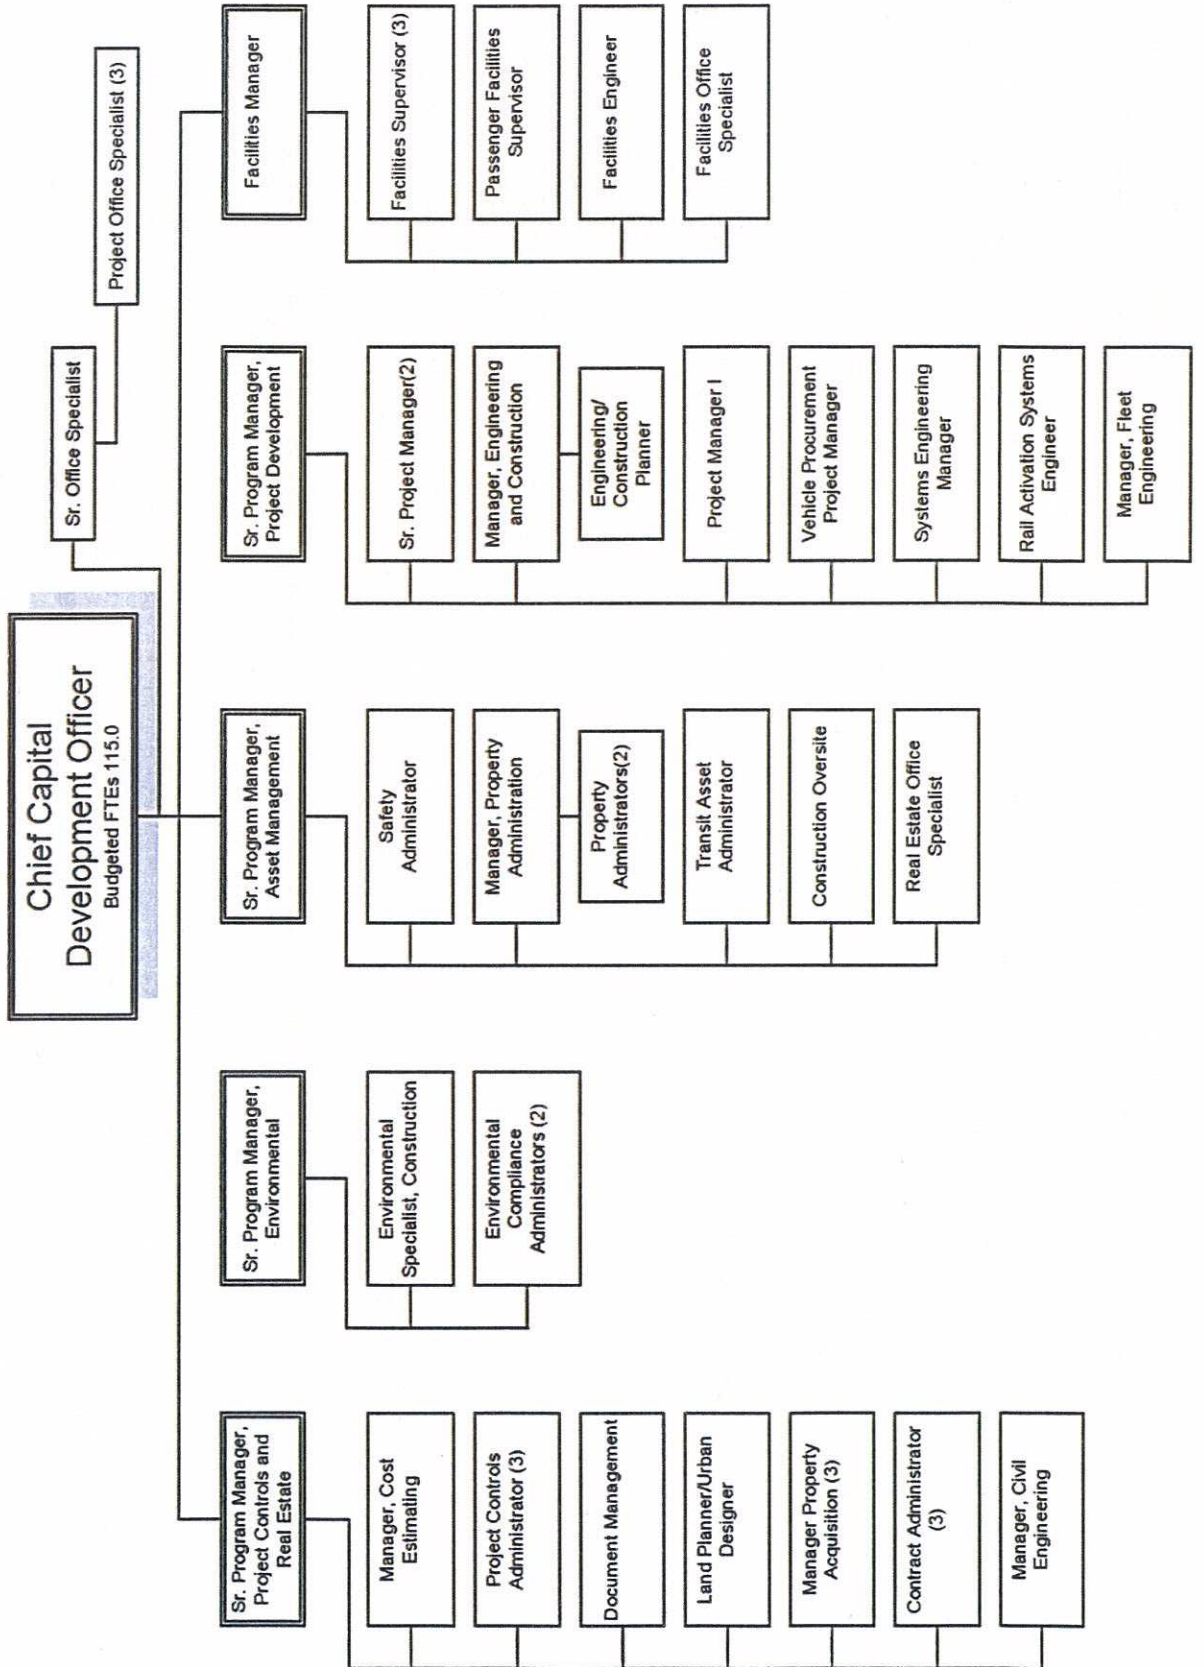 Chief Capital
Development Officer
Budgeted FTEs 115.0
Sr. Office Specialist
Project Office Specialist (3)
Sr. Program Manager,
Project Controls and
Real Estate
Manager, Cost
Estimating
Project Controls
Administrator (3)
Document Management
Land Planner/Urban
Designer
Manager Property
Acquisition (3)
Contract Administrator
(3)
Manager, Civil
Engineering
Sr. Program Manager,
Environmental
Environmental
Specialist, Construction
Environmental
Compliance
Administrators (2)
Sr. Program Manager,
Asset Management
Safety
Administrator
Manager, Property
Administration
Property
Administrators(2)
Transit Asset
Administrator
Construction Oversite
Real Estate Office
Specialist
Sr. Program Manager,
Project Development
Sr. Project Manager(2)
Manager, Engineering
and Construction
Engineering/
Construction
Planner
Project Manager I
Vehicle Procurement
Project Manager
Systems Engineering
Manager
Rail Activation Systems
Engineer
Manager, Fleet
Engineering
Facilities Manager
Facilities Supervisor (3)
Passenger Facilities
Supervisor
Facilities Engineer
Facilities Office
Specialist